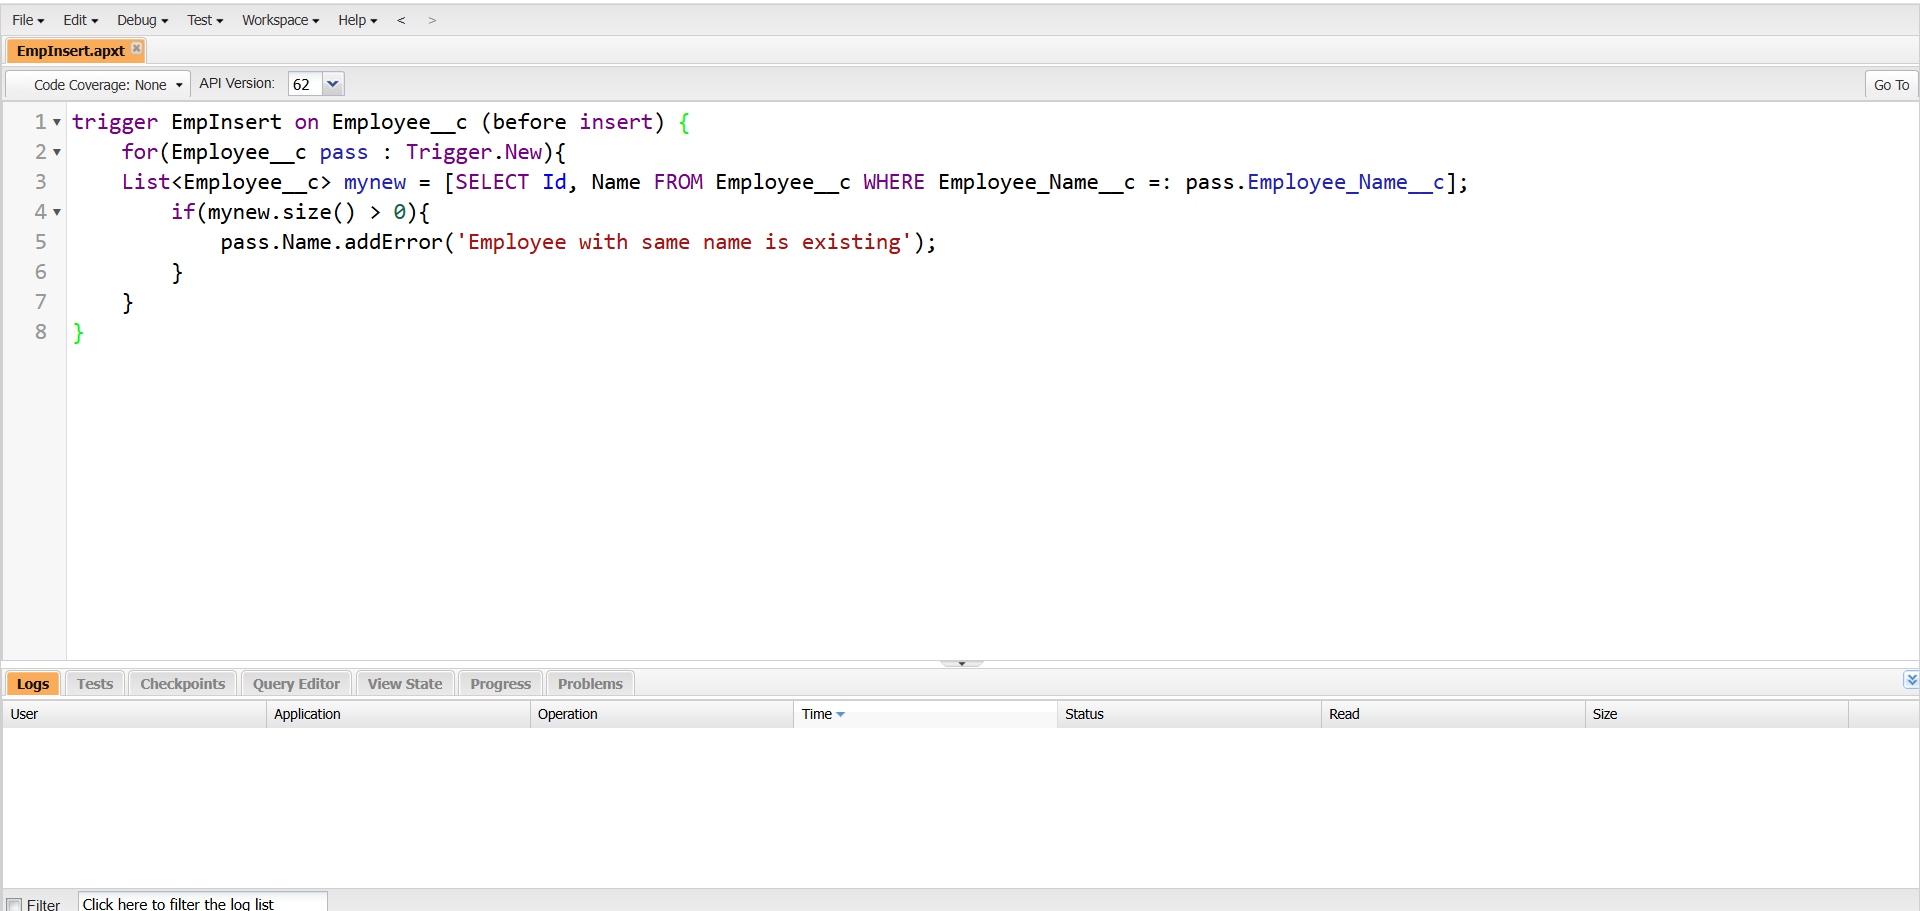 File Edit Debug Test Workspace Help < >
EmpInsert.apxt
Code Coverage: None API Version: 62 Go To
1 trigger EmpInsert on Employee__c (before insert) {
2     for(Employee__c pass : Trigger.New){
3     List<Employee__c> mynew = [SELECT Id, Name FROM Employee__c WHERE Employee_Name__c =: pass.Employee_Name__c];
4         if(mynew.size() > 0){
5             pass.Name.addError('Employee with same name is existing');
6         }
7     }
8 }
Logs Tests Checkpoints Query Editor View State Progress Problems
User Application Operation Time Status Read Size
Filter Click here to filter the log list